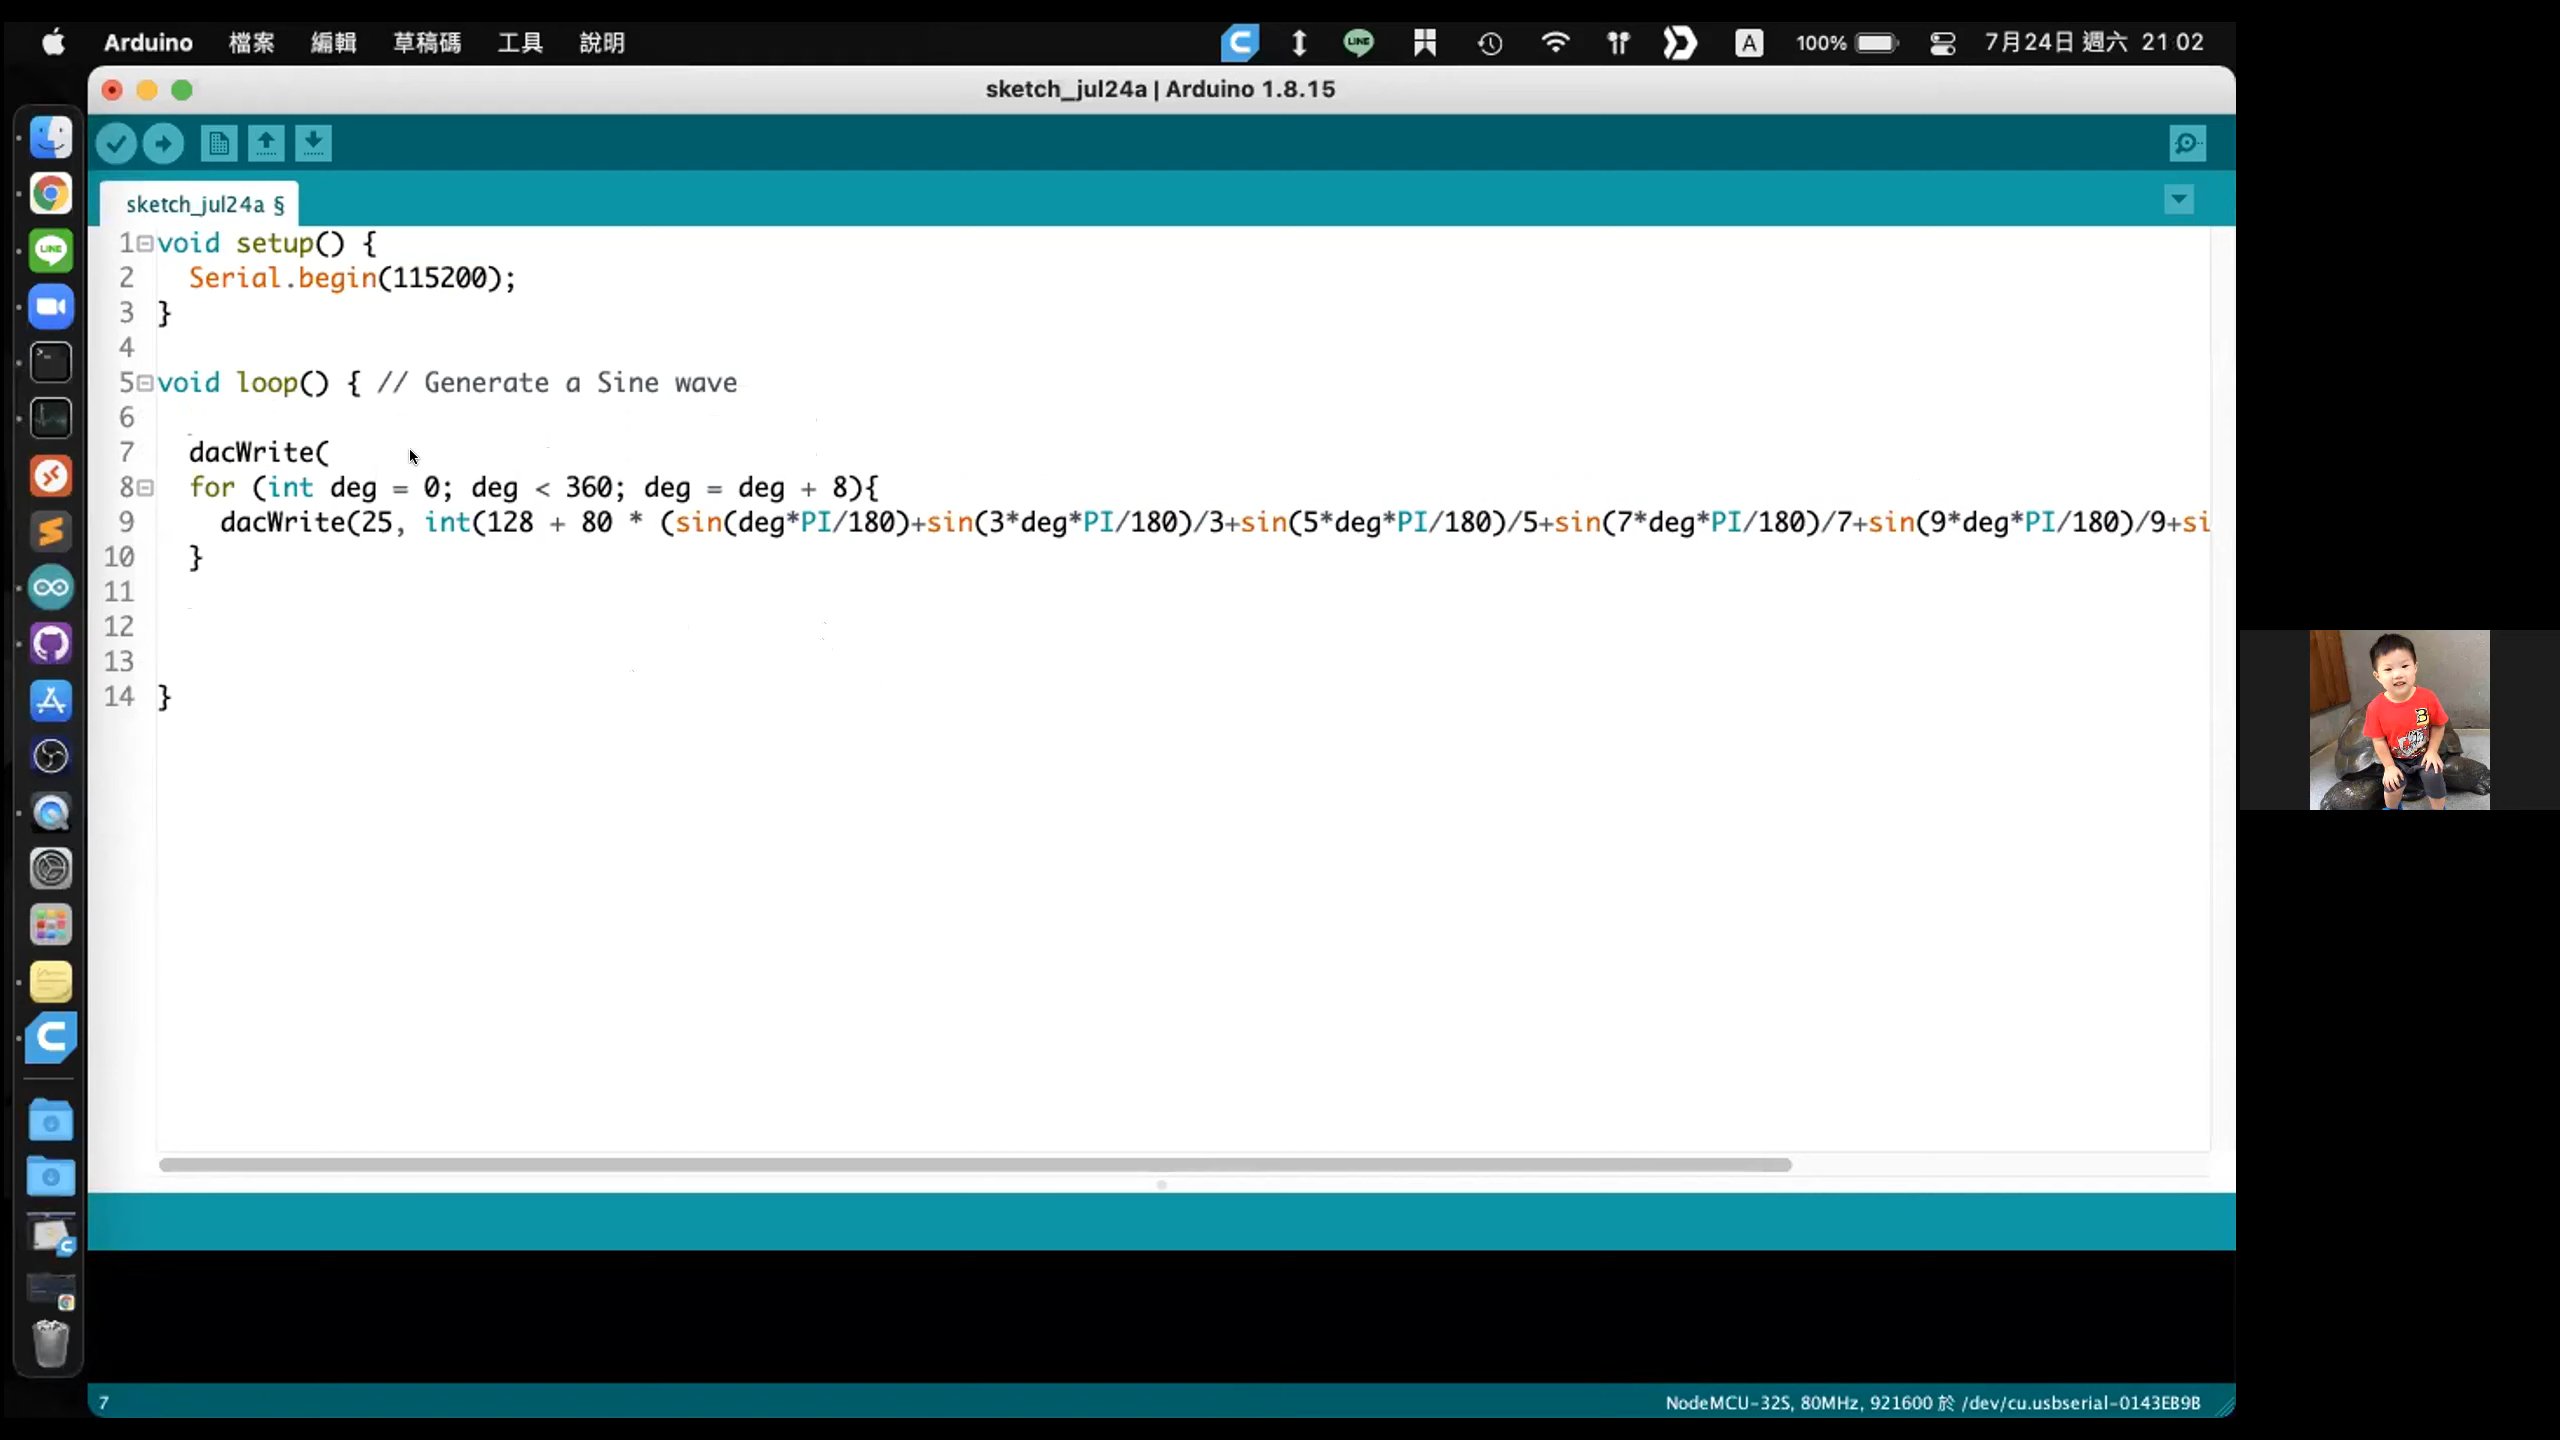 Arduino 檔案 編輯 草稿碼 工具 說明 LINE A 100% 7月24日 週六 21 02
sketch_jul24a | Arduino 1.8.15
sketch_jul24a §
LINE
1 void setup() {
2 Serial.begin(115200);
3 }
4
5 void loop() { // Generate a Sine wave
6
7 dacWrite(
8 for (int deg = 0; deg < 360; deg = deg + 8){
9 dacWrite(25, int(128 + 80 * (sin(deg*PI/180)+sin(3*deg*PI/180)/3+sin(5*deg*PI/180)/5+sin(7*deg*PI/180)/7+sin(9*deg*PI/180)/9+si
10 }
11
12
13
14 }
7 NodeMCU-32S, 80MHz, 921600 於 /dev/cu.usbserial-0143EB9B